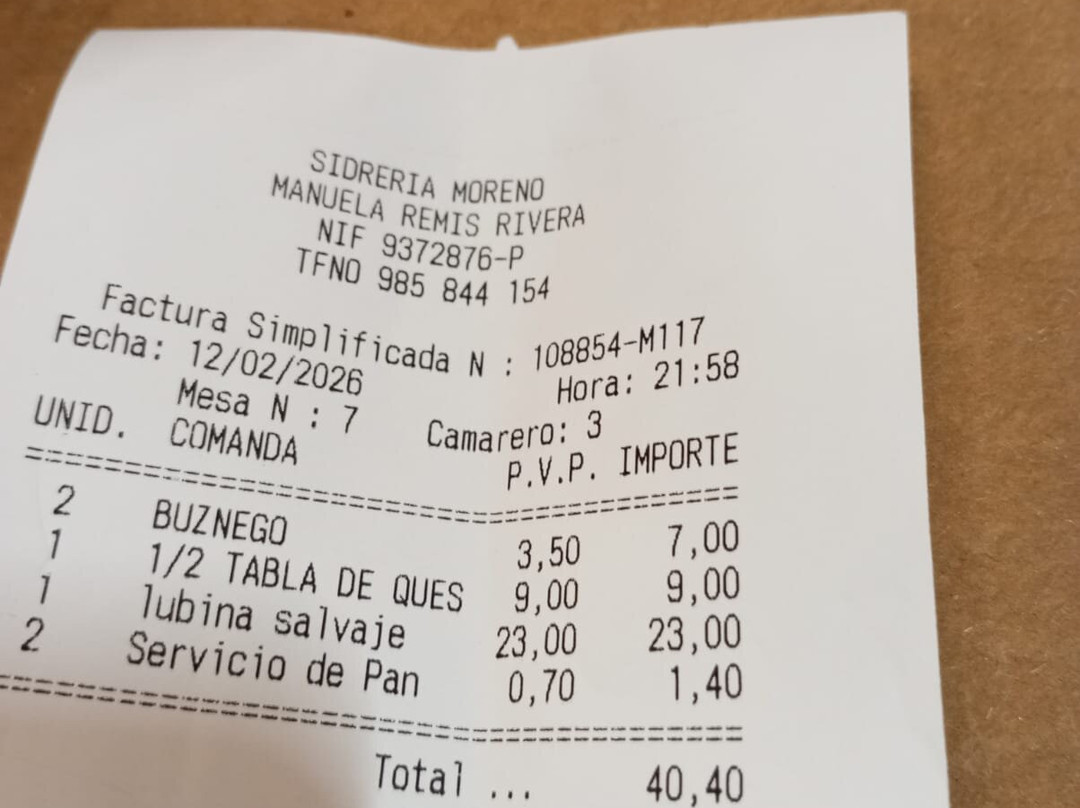 SIDRERIA MORENO
MANUELA REMIS RIVERA
NIF 9372876-P
TFNO 985 844 154
Factura Simplificada N : 108854-M117
Fecha: 12/02/2026 Hora: 21:58
Mesa N : 7 Camarero: 3
UNID. COMANDA P.V.P. IMPORTE
==================================================
2 BUZNEGO 3,50 7,00
1 1/2 TABLA DE QUES 9,00 9,00
1 lubina salvaje 23,00 23,00
2 Servicio de Pan 0,70 1,40
==================================================
Total ... 40,40